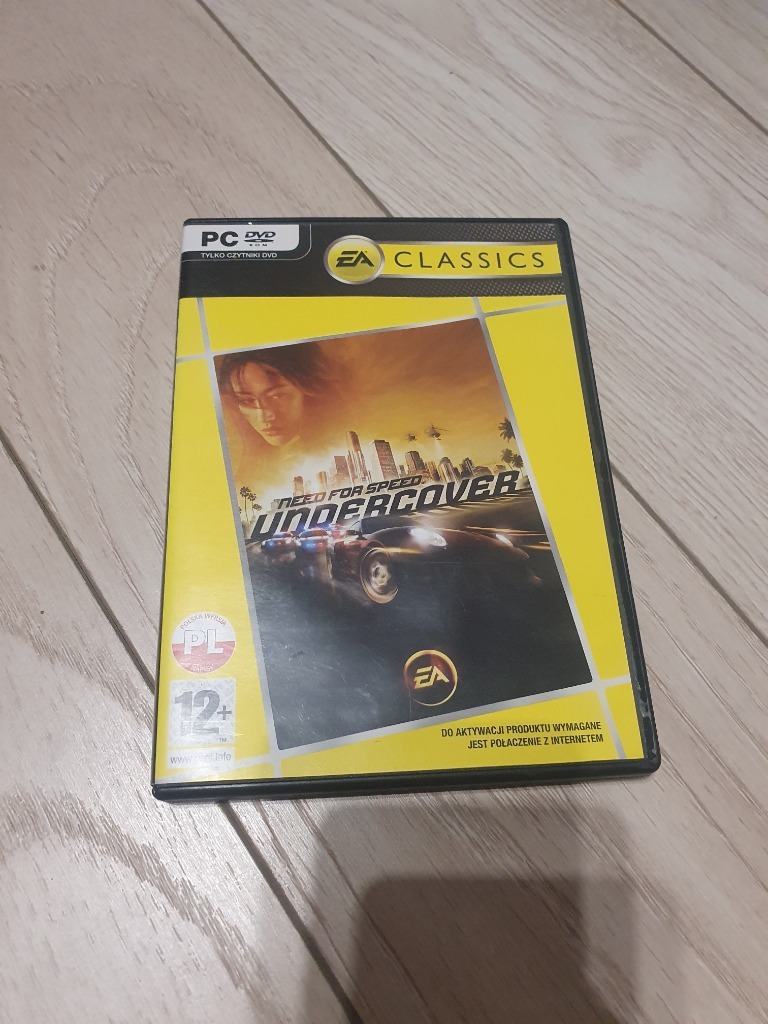 PC DVD
ROM
TYLKO CZYTNIKI DVD
EA CLASSICS
NEED FOR SPEED
UNDERCOVER
POLSKA WERSJA
PL
NAPISY
EA
12+
DO AKTYWACJI PRODUKTU WYMAGANE
JEST POŁĄCZENIE Z INTERNETEM